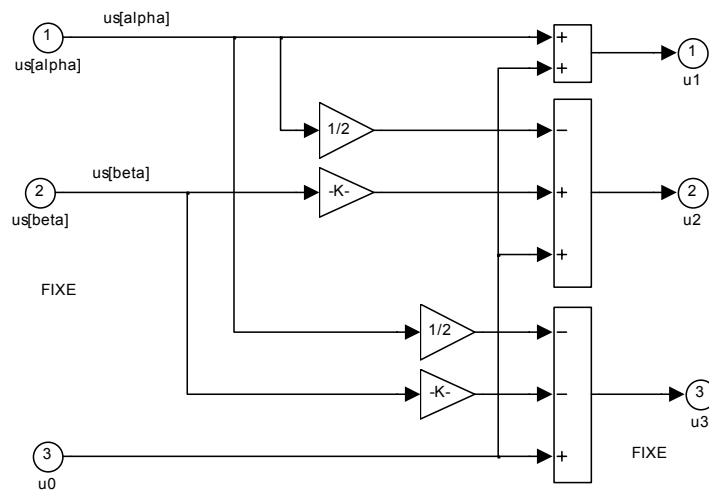 us[alpha]
1
us[alpha]
+
+
1
u1
1/2
−
us[beta]
2
us[beta]
-K-
+
2
u2
+
FIXE
1/2
−
-K-
−
3
u3
3
u0
+
FIXE